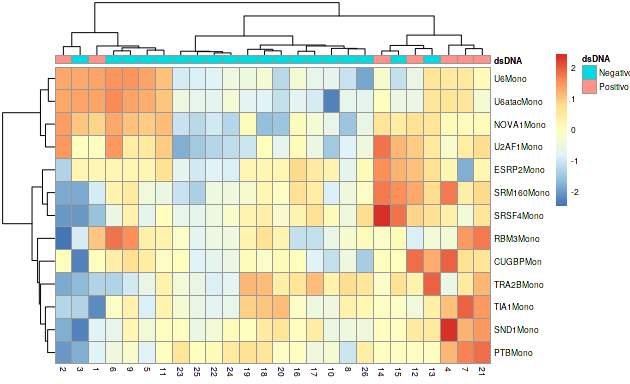 dsDNA
U6Mono
U6atacMono
NOVA1Mono
U2AF1Mono
ESRP2Mono
SRM160Mono
SRSF4Mono
RBM3Mono
CUGBPMon
TRA2BMono
TIA1Mono
SND1Mono
PTBMono
2 3 1 6 9 5 11 23 25 22 24 19 18 20 16 17 10 8 26 14 15 12 13 4 7 21
2
1
0
-1
-2
dsDNA
Negativo
Positivo